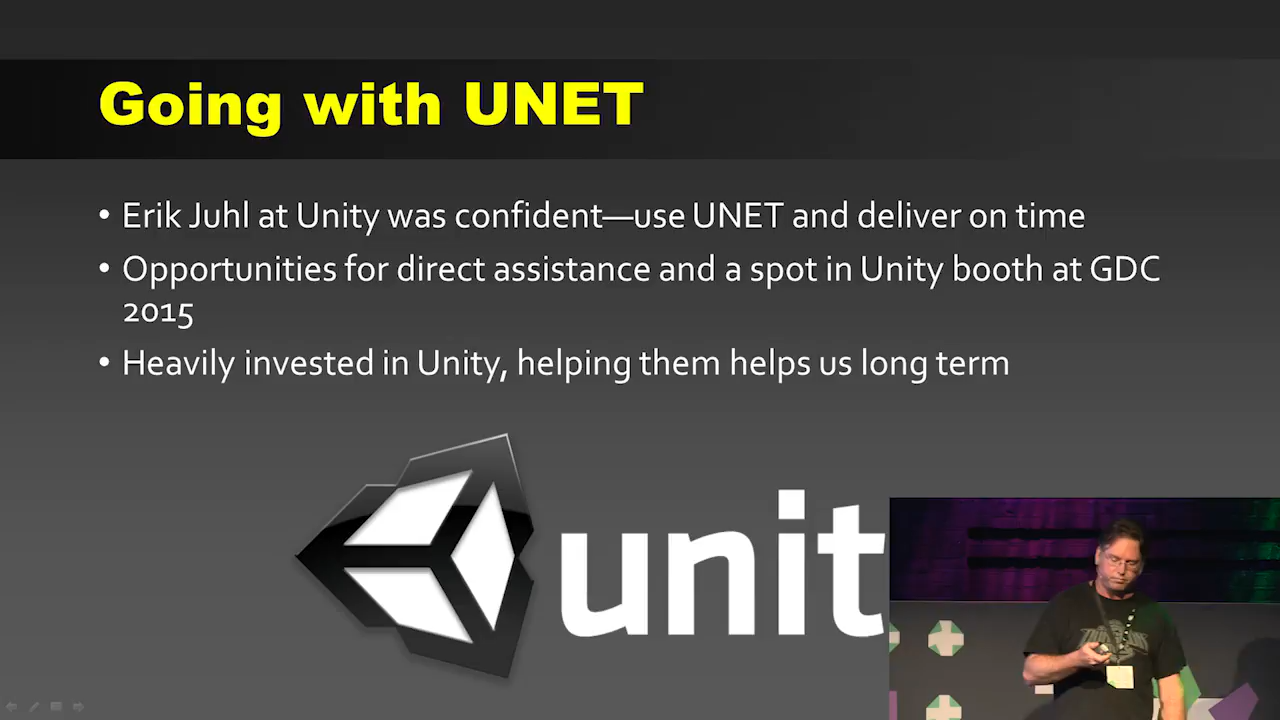 Going with UNET
• Erik Juhl at Unity was confident—use UNET and deliver on time
• Opportunities for direct assistance and a spot in Unity booth at GDC
2015
• Heavily invested in Unity, helping them helps us long term
unit